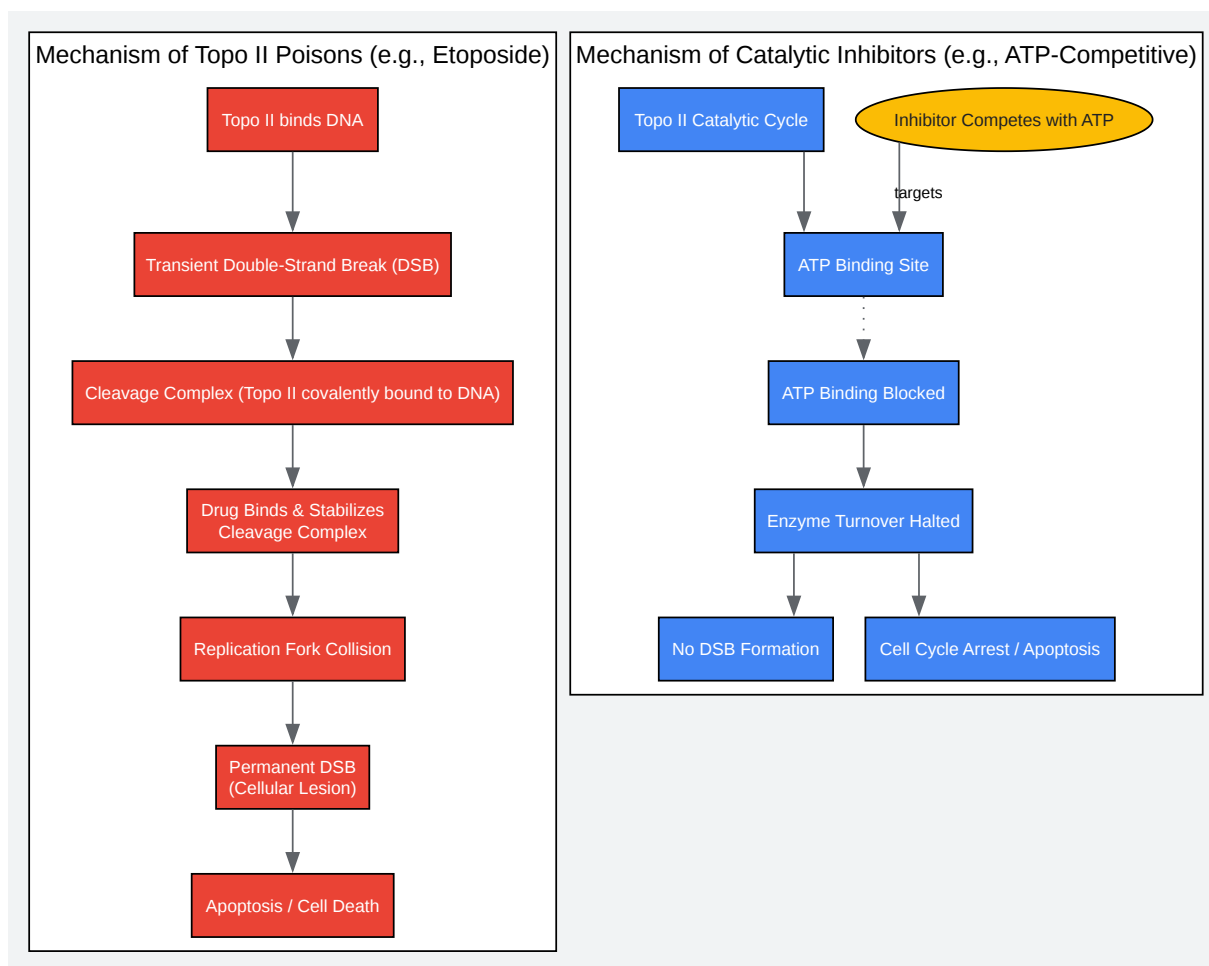 Mechanism of Topo II Poisons (e.g., Etoposide)
Topo II binds DNA
Transient Double-Strand Break (DSB)
Cleavage Complex (Topo II covalently bound to DNA)
Drug Binds & Stabilizes
Cleavage Complex
Replication Fork Collision
Permanent DSB
(Cellular Lesion)
Apoptosis / Cell Death
Mechanism of Catalytic Inhibitors (e.g., ATP-Competitive)
Topo II Catalytic Cycle
Inhibitor Competes with ATP
targets
ATP Binding Site
ATP Binding Blocked
Enzyme Turnover Halted
No DSB Formation
Cell Cycle Arrest / Apoptosis